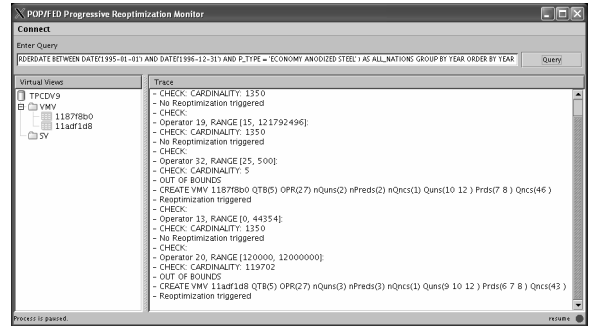 POP/FED Progressive Reoptimization Monitor
Connect
Enter Query
RDERDATE BETWEEN DATE('1995-01-01') AND DATE('1996-12-31') AND P_TYPE = 'ECONOMY ANODIZED STEEL' ) AS ALL_NATIONS GROUP BY YEAR ORDER BY YEAR
Query
Virtual Views
TPCDV9
VMV
1187f8b0
11adf1d8
SV
Trace
- CHECK: CARDINALITY: 1350
- No Reoptimization triggered
- CHECK:
- Operator 19, RANGE [15, 121792496]:
- CHECK: CARDINALITY: 1350
- No Reoptimization triggered
- CHECK:
- Operator 32, RANGE [25, 500]:
- CHECK: CARDINALITY: 5
- OUT OF BOUNDS
- CREATE VMV 1187f8b0 QTB(5) OPR(27) nQuns(2) nPreds(2) nQncs(1) Quns(10 12 ) Prds(7 8 ) Qncs(46 )
- Reoptimization triggered
- CHECK:
- Operator 13, RANGE [0, 44354]:
- CHECK: CARDINALITY: 1350
- No Reoptimization triggered
- CHECK:
- Operator 20, RANGE [120000, 12000000]:
- CHECK: CARDINALITY: 119702
- OUT OF BOUNDS
- CREATE VMV 11adf1d8 QTB(5) OPR(27) nQuns(3) nPreds(3) nQncs(1) Quns(9 10 12 ) Prds(6 7 8 ) Qncs(43 )
- Reoptimization triggered
Process is paused.
resume